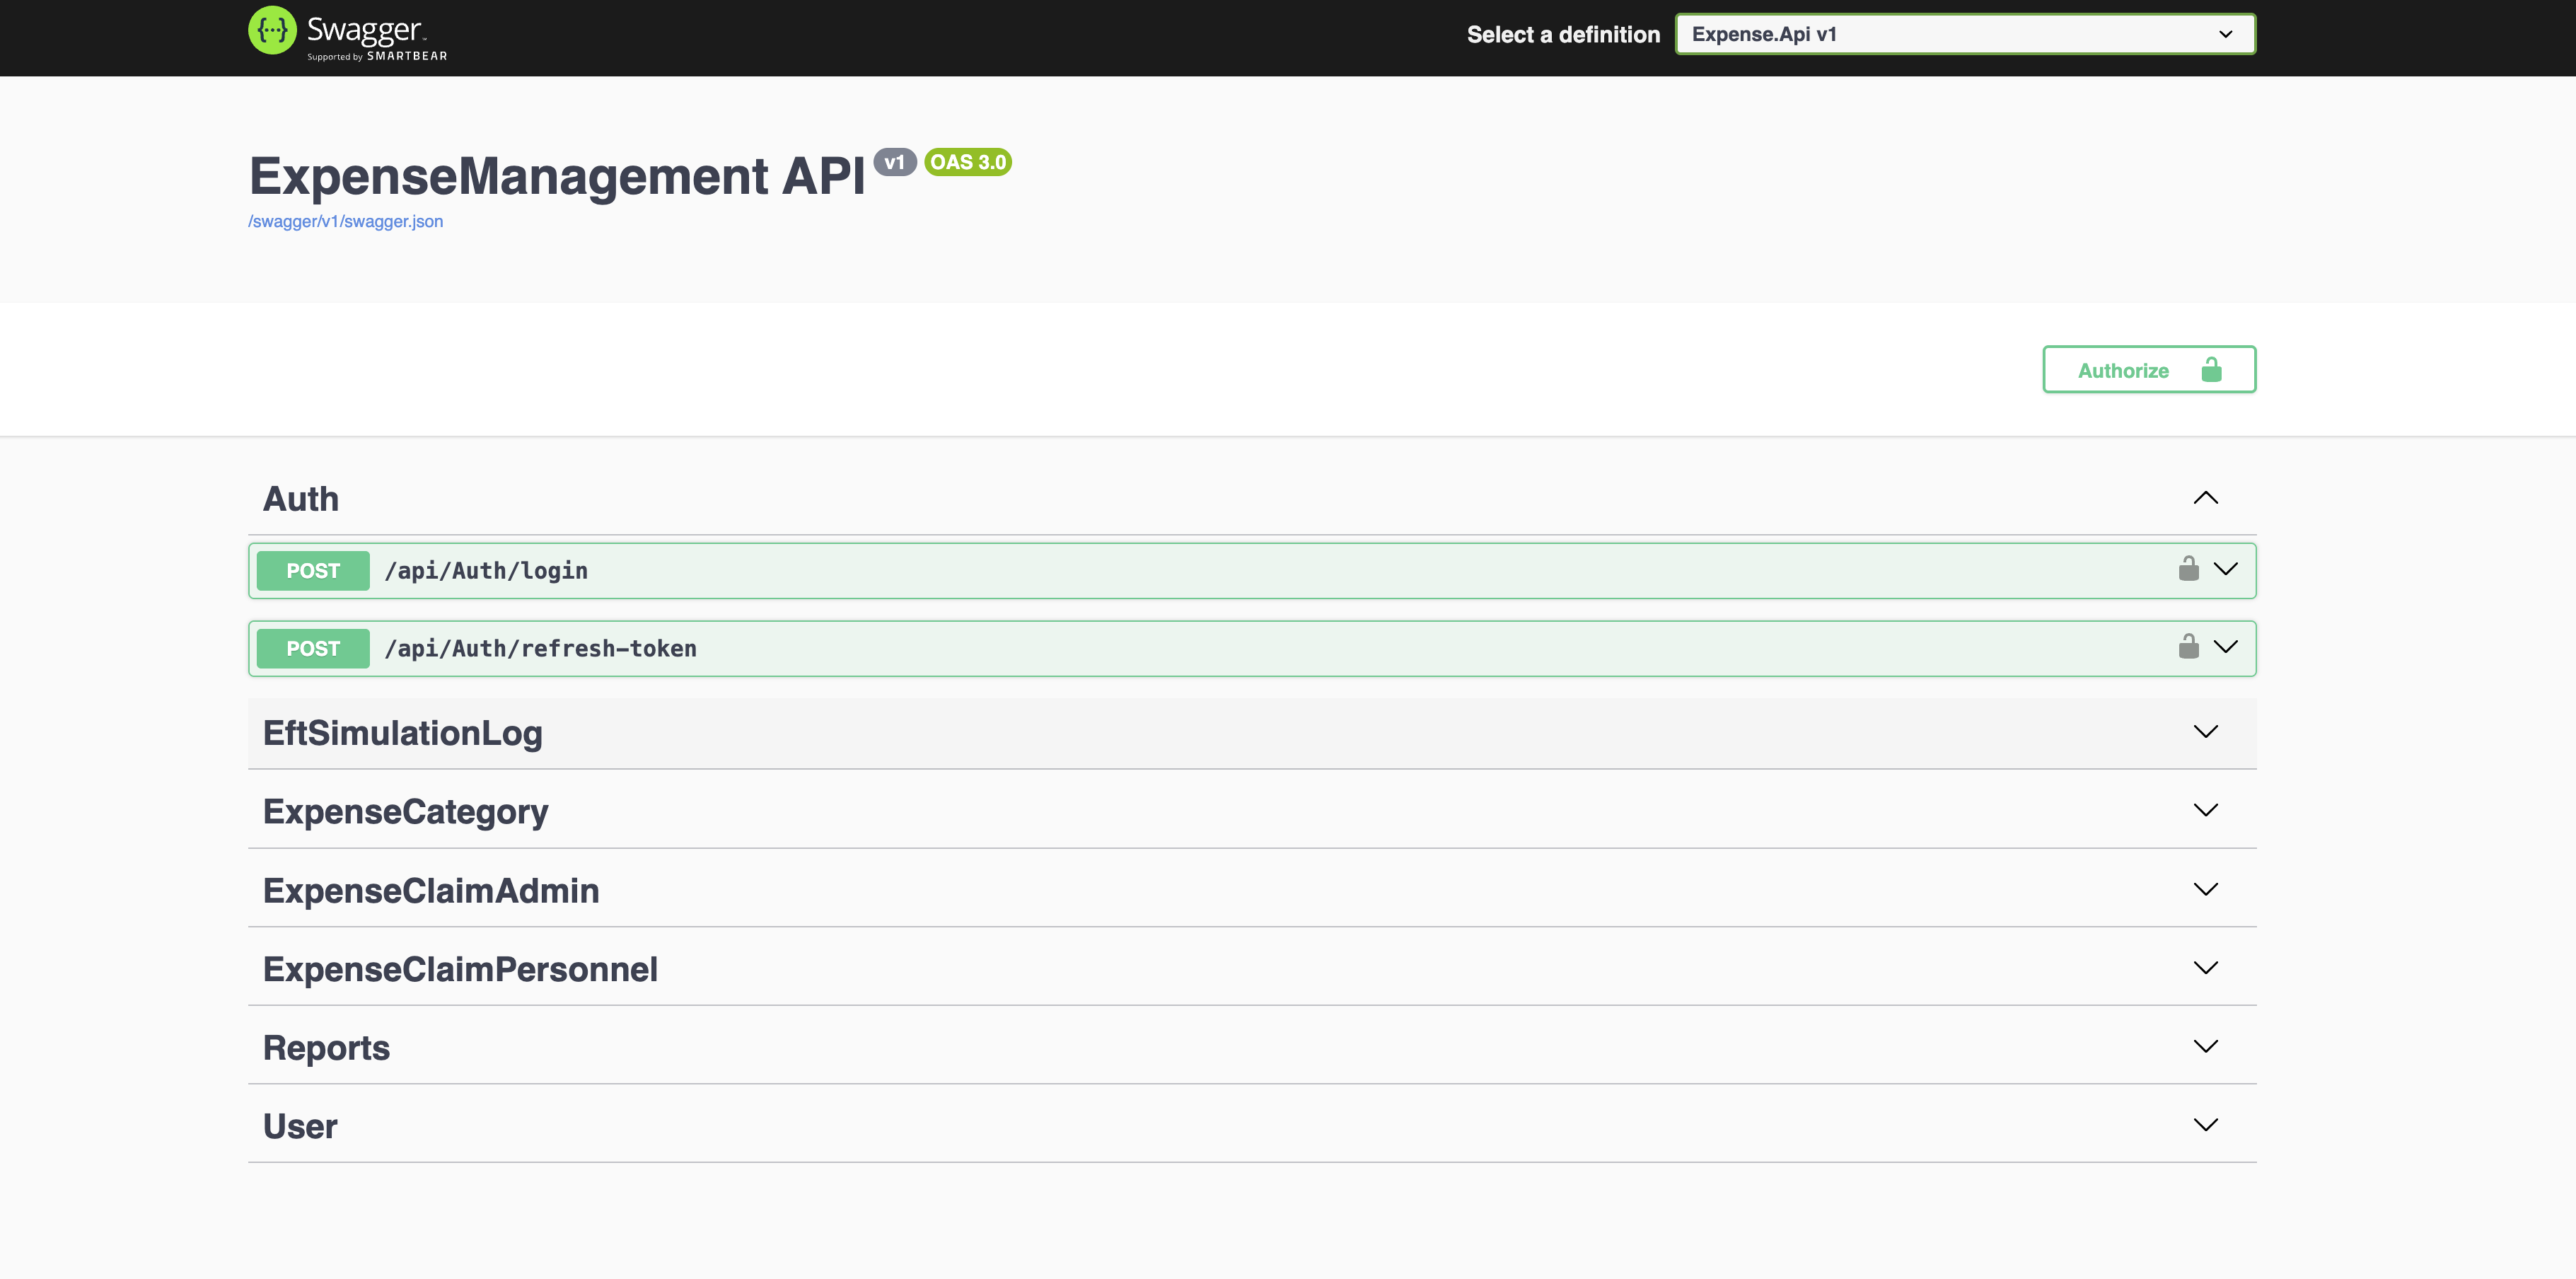 Swagger
Supported by SMARTBEAR
Select a definition
Expense.Api v1
ExpenseManagement API v1 OAS 3.0
/swagger/v1/swagger.json
Authorize
Auth
POST /api/Auth/login
POST /api/Auth/refresh-token
EftSimulationLog
ExpenseCategory
ExpenseClaimAdmin
ExpenseClaimPersonnel
Reports
User